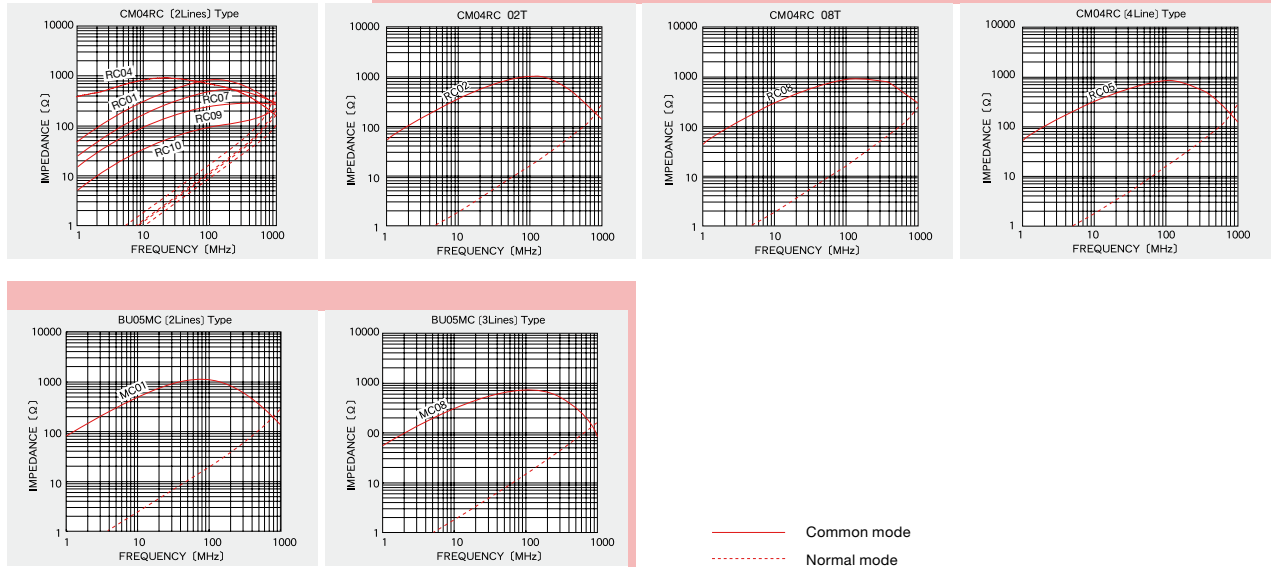 CM04RC (2Lines) Type
10000
1000
100
10
1
IMPEDANCE (Ω)
RC04
RC01
RC07
RC09
RC10
1 10 100 1000
FREQUENCY (MHz)
CM04RC 02T
10000
1000
100
10
1
IMPEDANCE (Ω)
RC02
1 10 100 1000
FREQUENCY (MHz)
CM04RC 08T
10000
1000
100
10
1
IMPEDANCE (Ω)
RC08
1 10 100 1000
FREQUENCY (MHz)
CM04RC (4Line) Type
10000
1000
100
10
1
IMPEDANCE (Ω)
RC05
1 10 100 1000
FREQUENCY (MHz)
BU05MC (2Lines) Type
10000
1000
100
10
1
IMPEDANCE (Ω)
MC01
1 10 100 1000
FREQUENCY (MHz)
BU05MC (3Lines) Type
10000
1000
00
10
1
IMPEDANCE (Ω)
MC08
1 10 100 1000
FREQUENCY (MHz)
Common mode
Normal mode